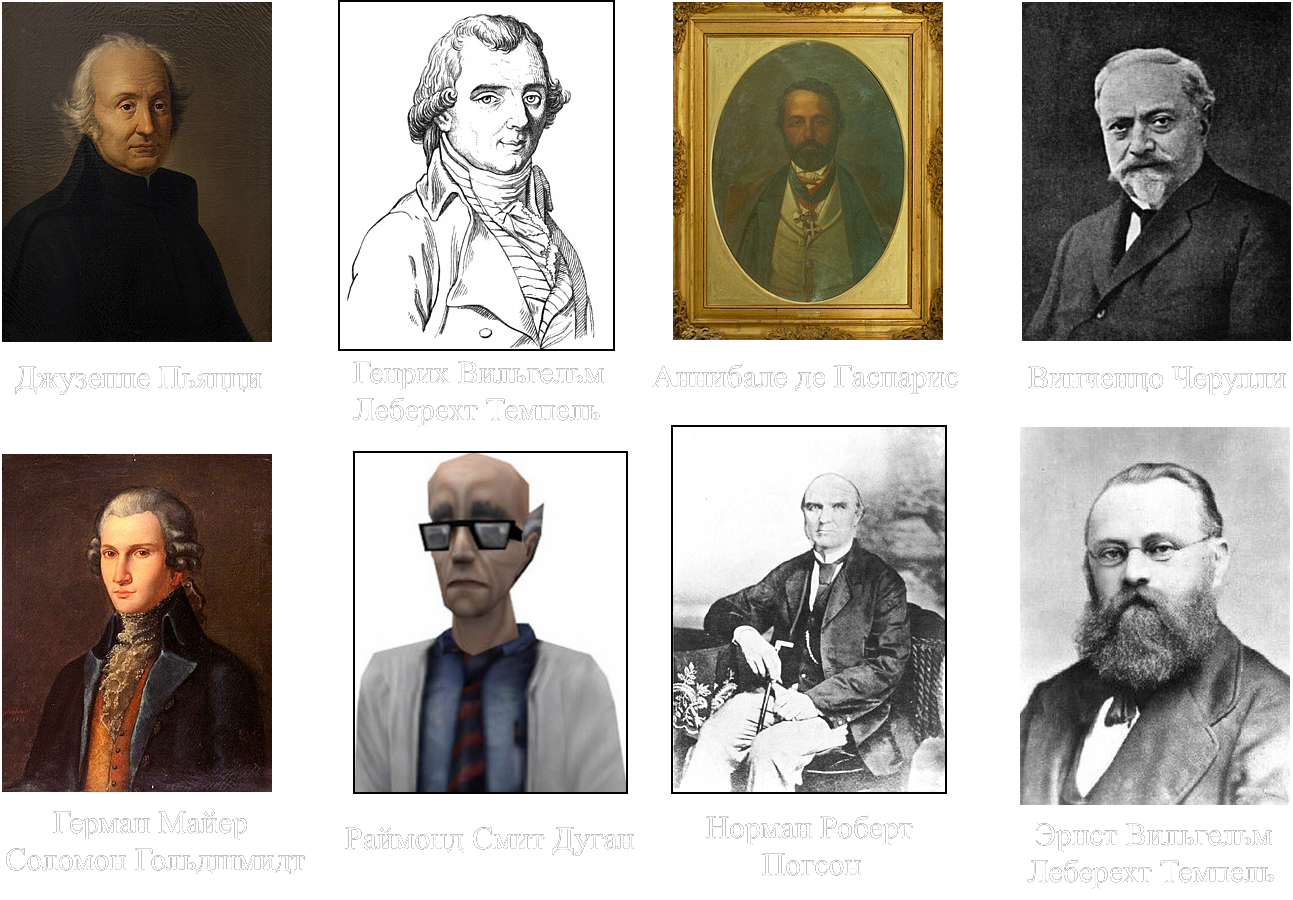 Джузеппе Пьяцци
Генрих Вильгельм
Леберехт Темпель
Аннибале де Гаспарис
Винченцо Черулли
Герман Майер
Соломон Гольдшмидт
Раймонд Смит Дуган
Норман Роберт
Погсон
Эрнст Вильгельм
Леберехт Темпель